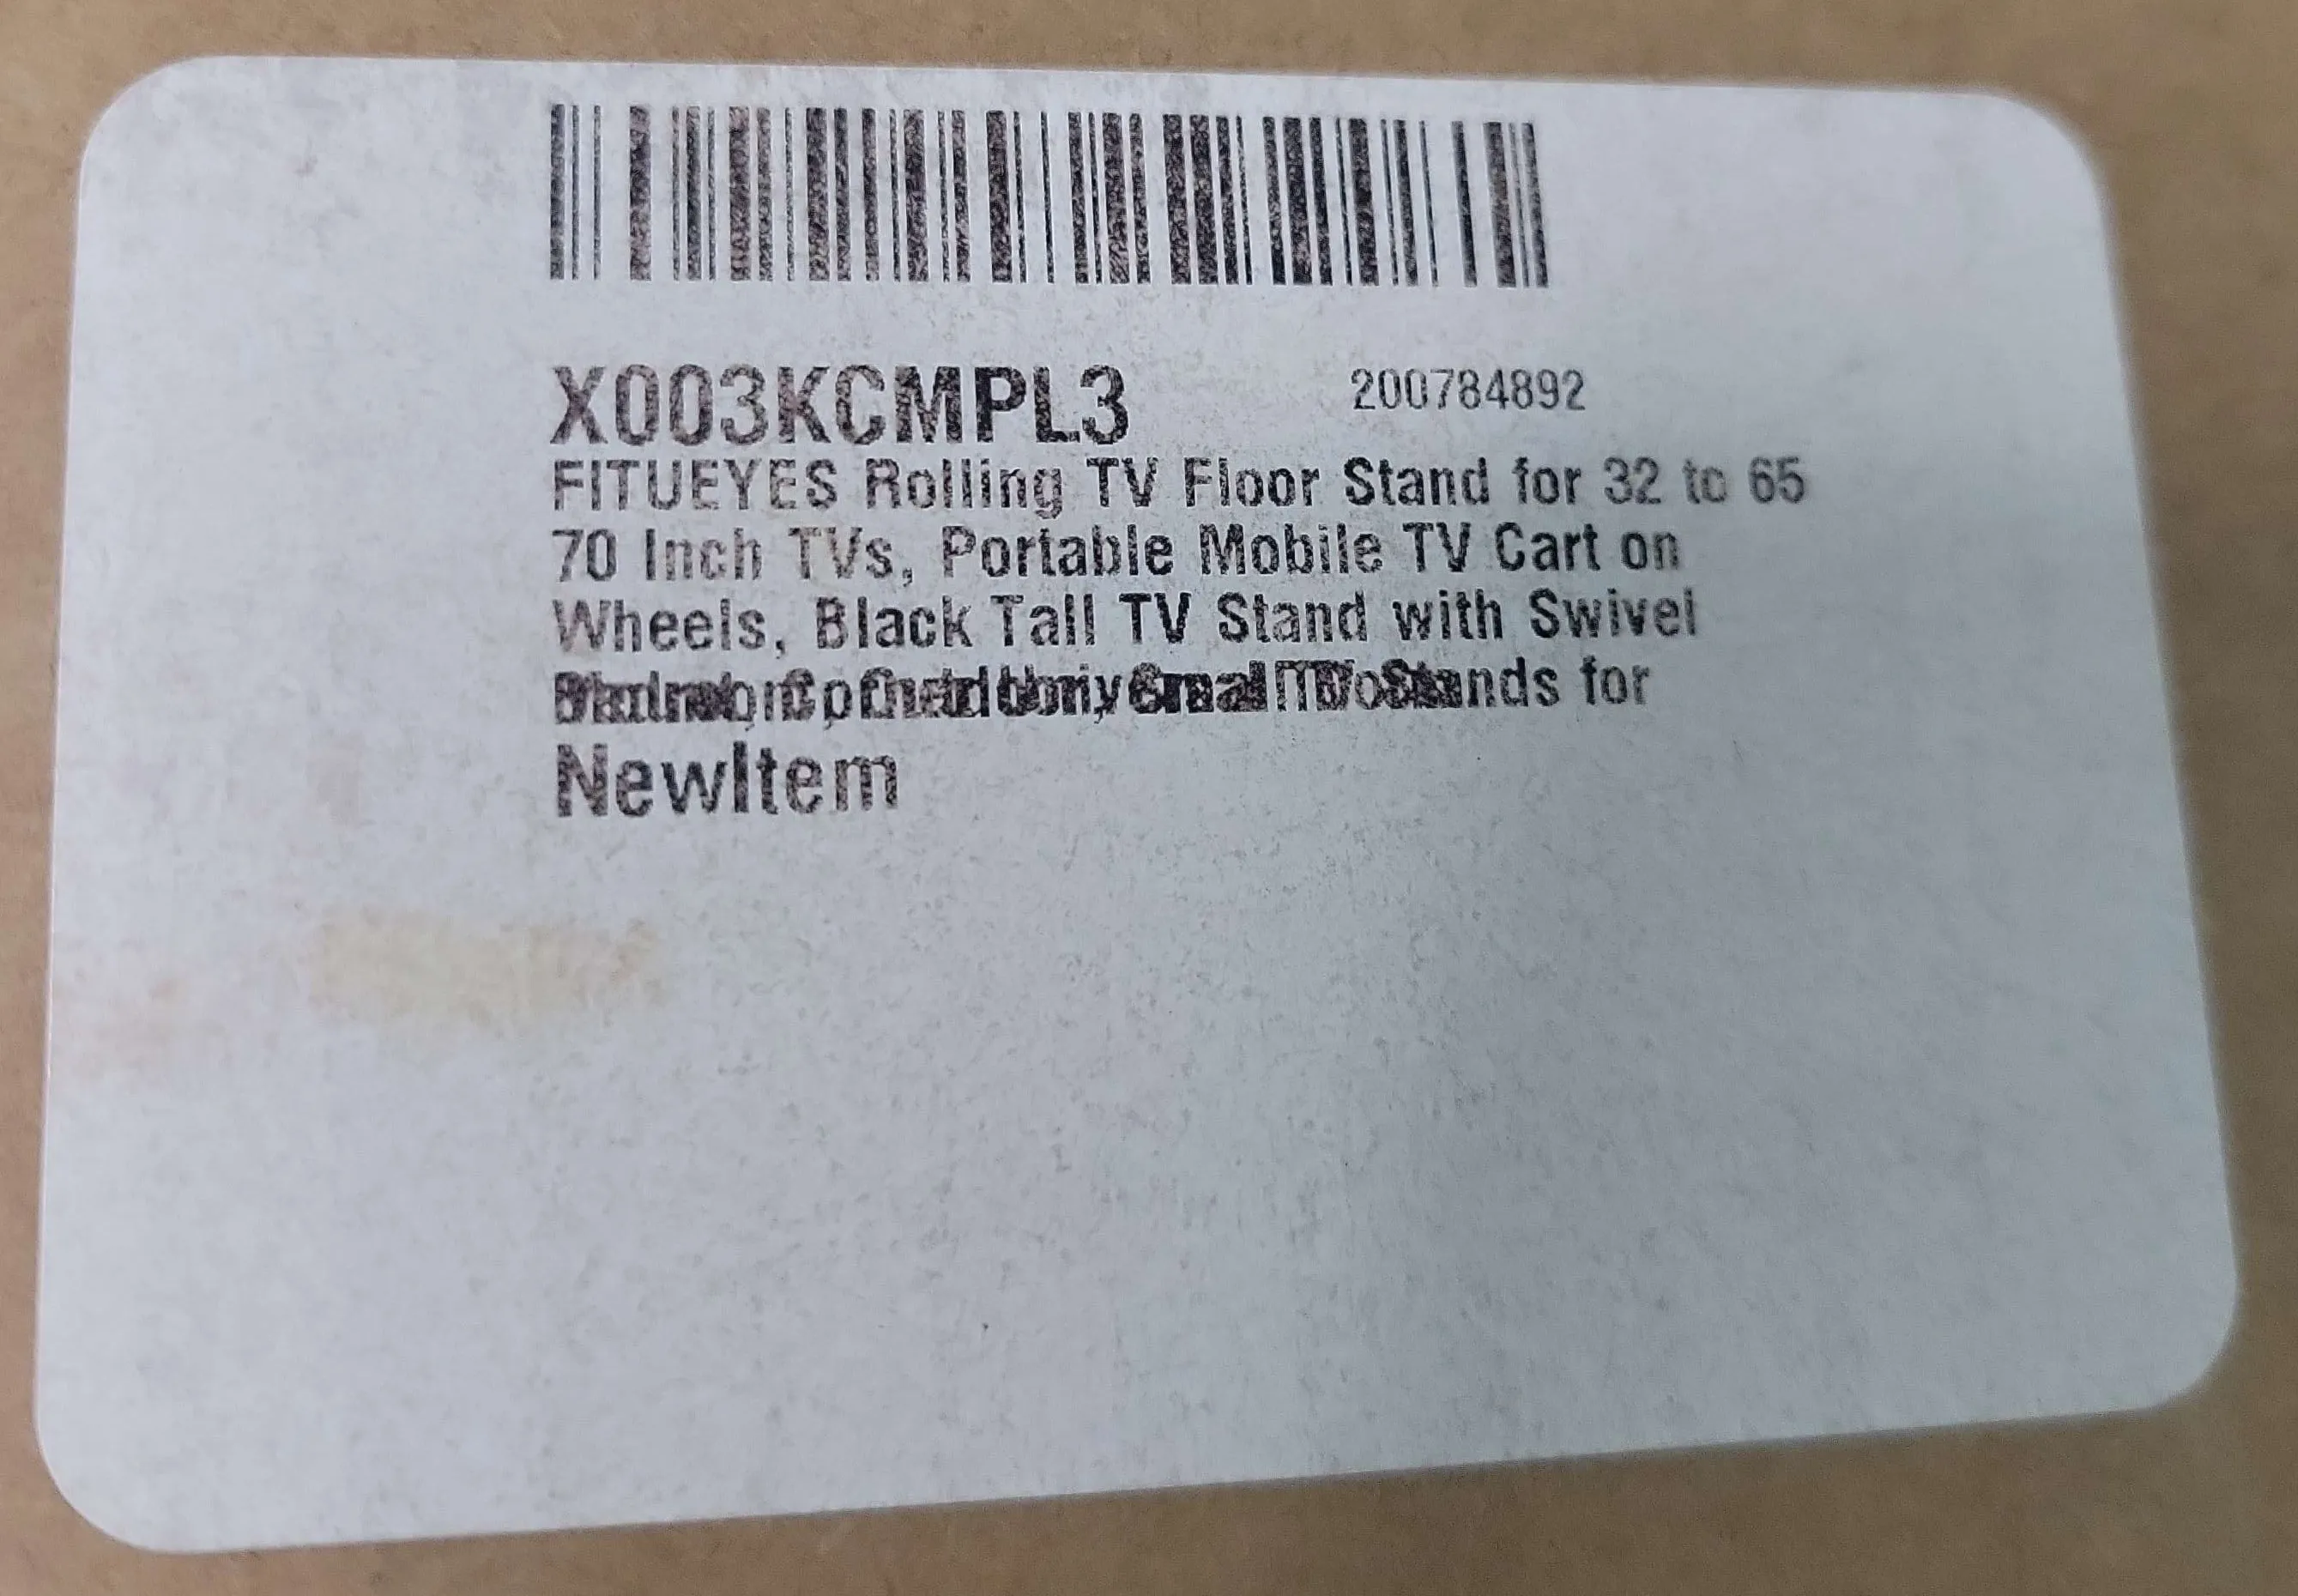 X003KCMPL3 200784892
FITUEYES Rolling TV Floor Stand for 32 to 65
70 Inch TVs, Portable Mobile TV Cart on
Wheels, Black Tall TV Stand with Swivel
Stands for
NewItem